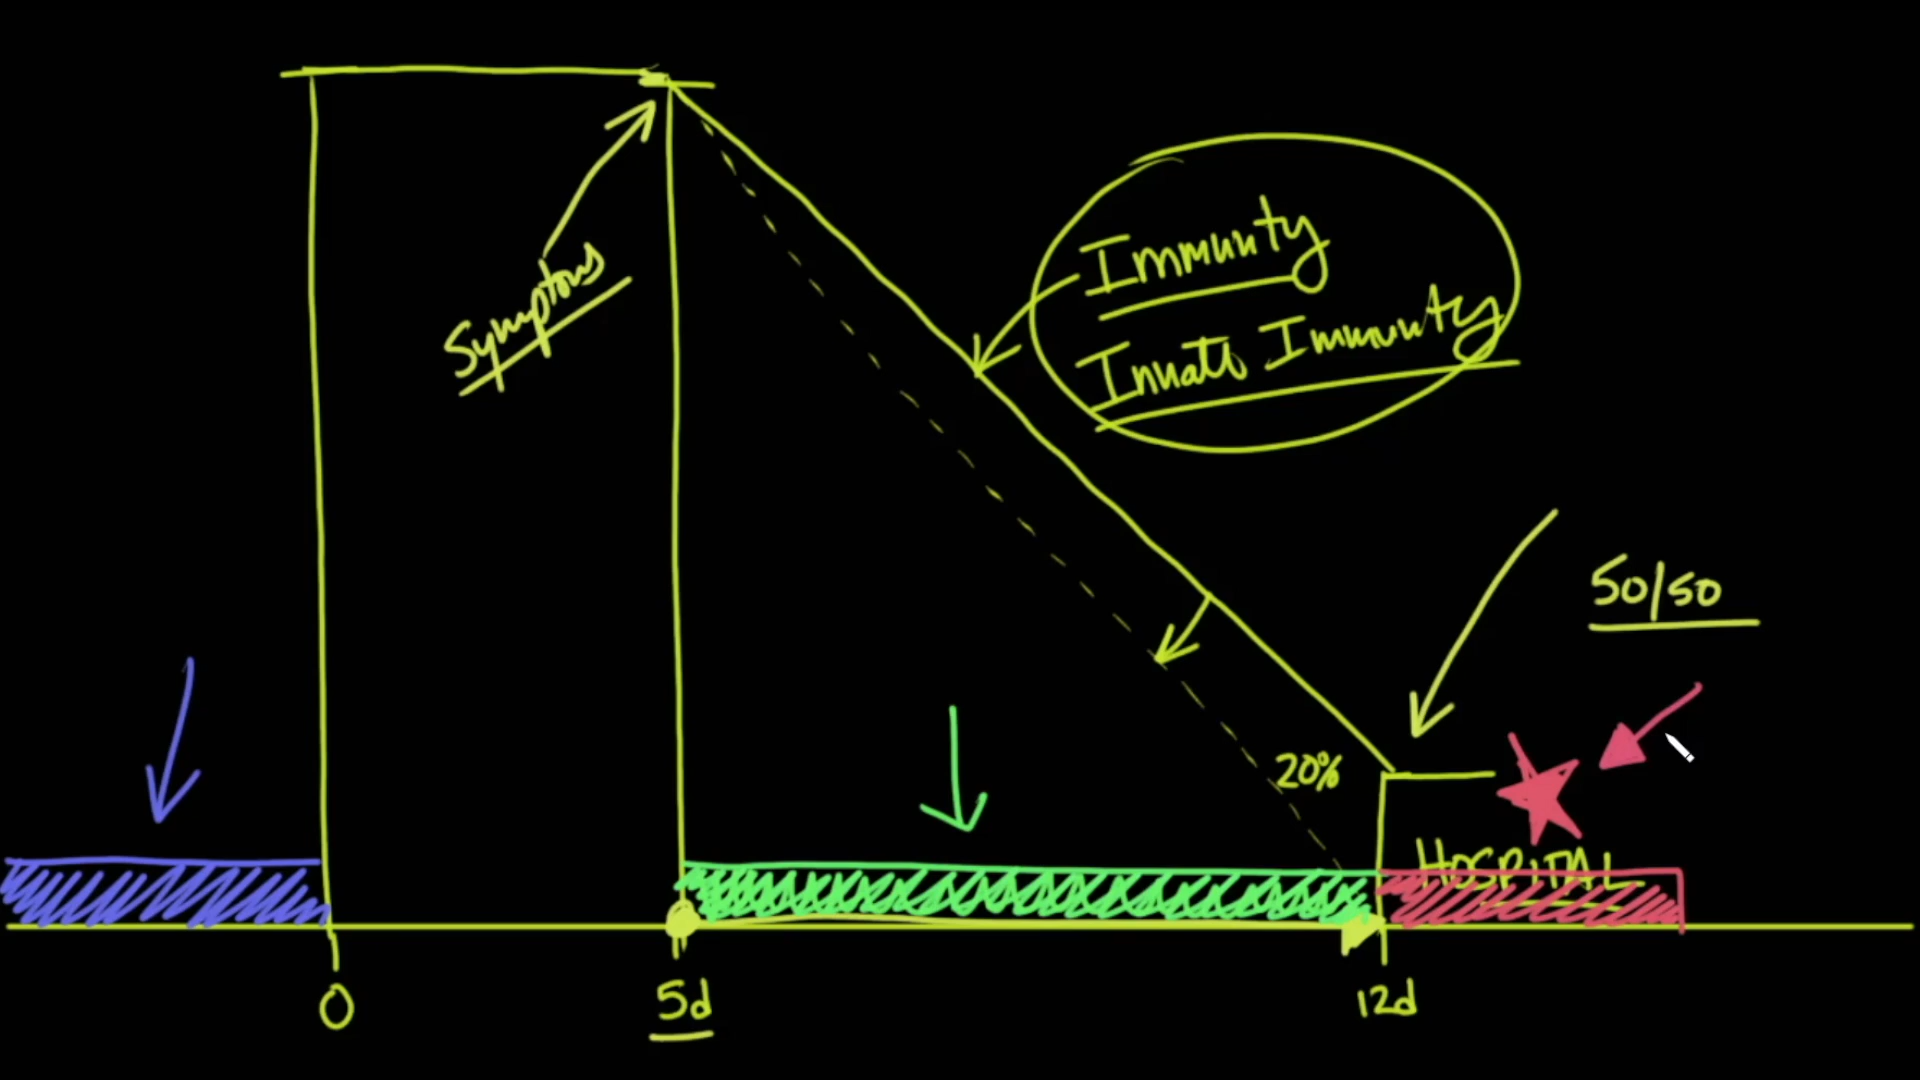 Symptoms
Immunity
Innate Immunity
50/50
20%
HOSPITAL
0
5d
12d